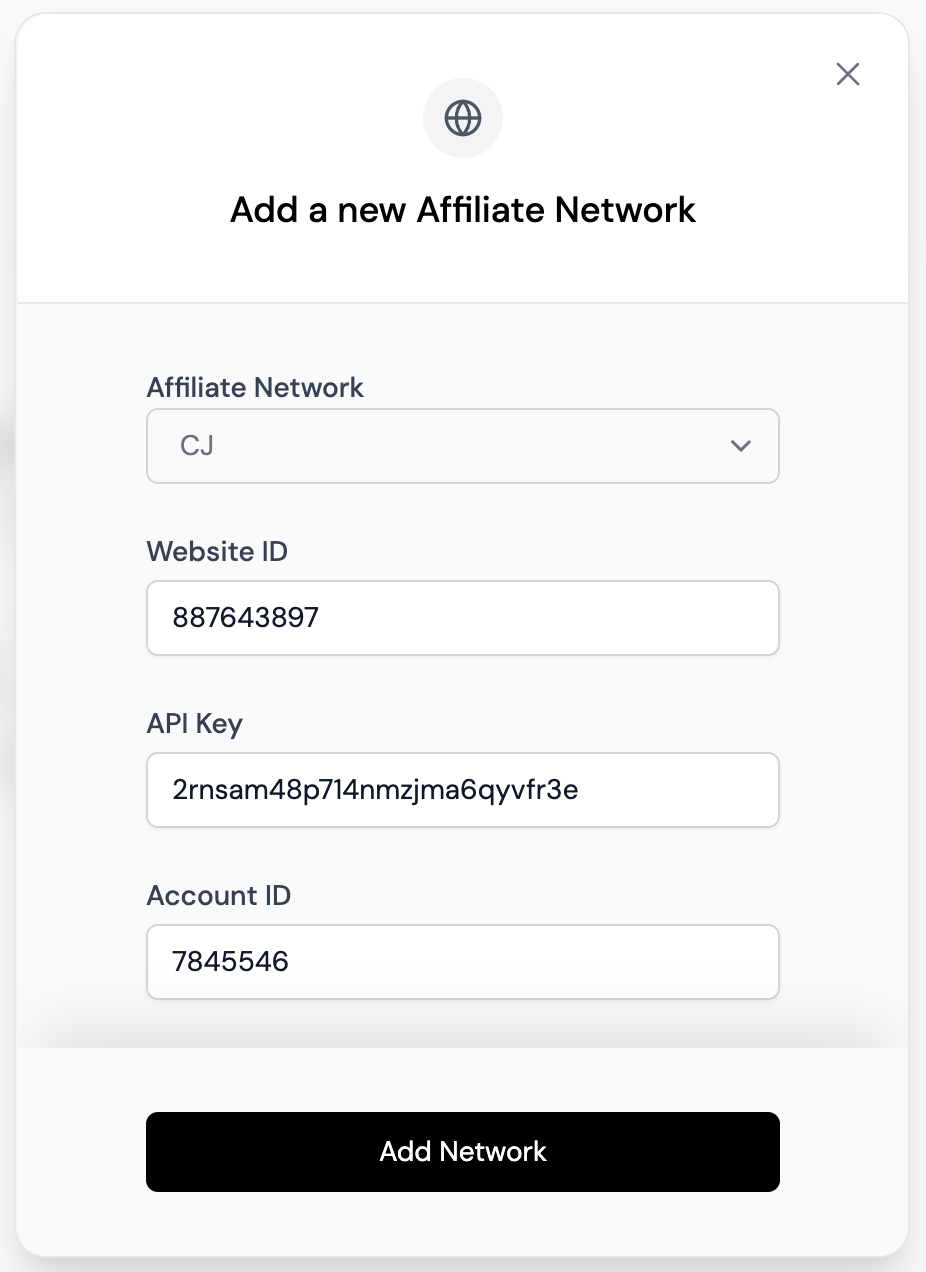 Add a new Affiliate Network
Affiliate Network
CJ
Website ID
887643897
API Key
2rnsam48p714nmzjma6qyvfr3e
Account ID
7845546
Add Network